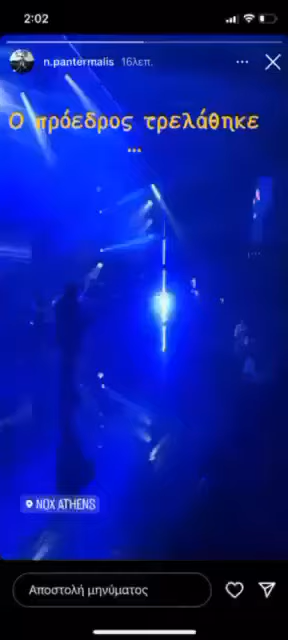 2:02
n.pantermalis 16λεπ.
Ο πρόεδρος τρελάθηκε
...
NOX ATHENS
Αποστολή μηνύματος